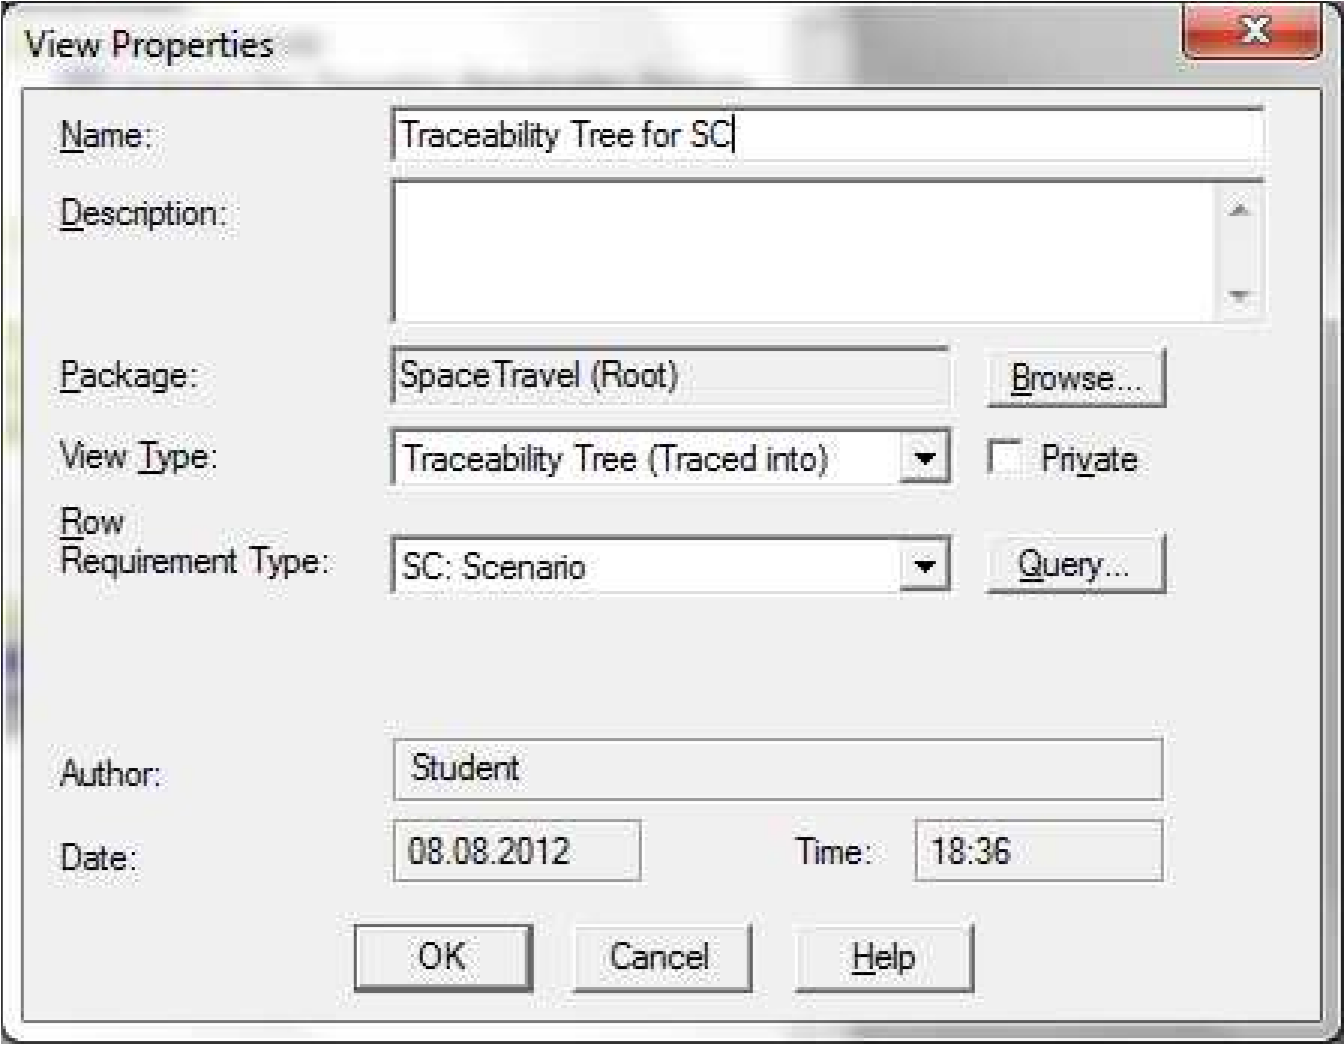 View Properties
Name: Traceability Tree for SC
Description:
Package: SpaceTravel (Root) Browse...
View Type: Traceability Tree (Traced into) Private
Row
Requirement Type: SC: Scenario Query...
Author: Student
Date: 08.08.2012 Time: 18:36
OK Cancel Help